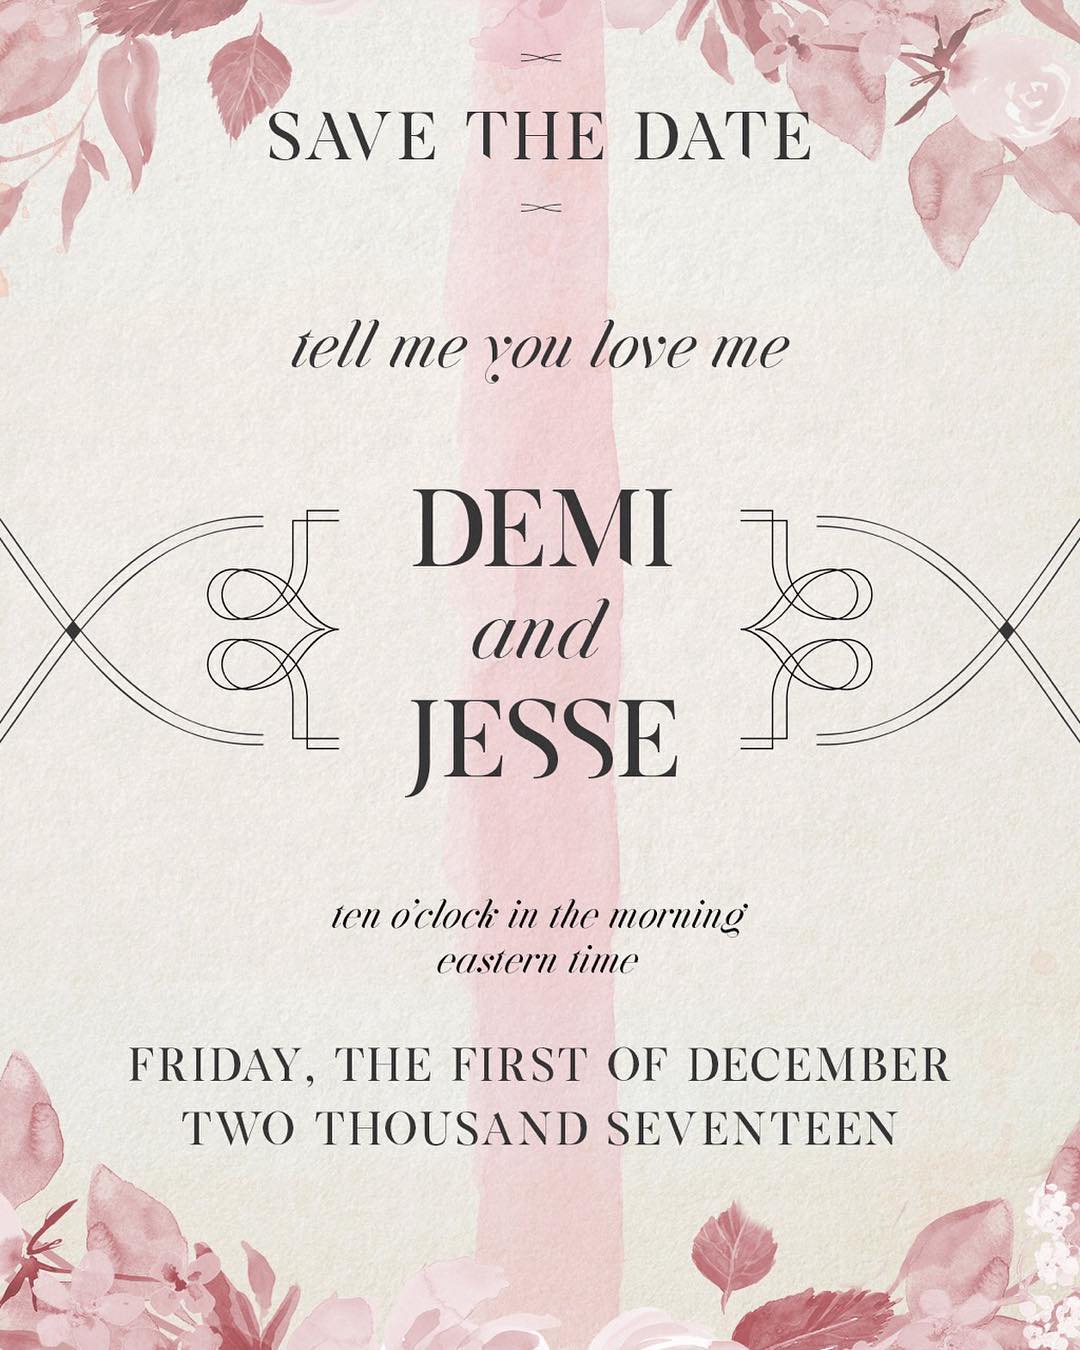 SAVE THE DATE
tell me you love me
DEMI
and
JESSE
ten o'clock in the morning
eastern time
FRIDAY, THE FIRST OF DECEMBER
TWO THOUSAND SEVENTEEN